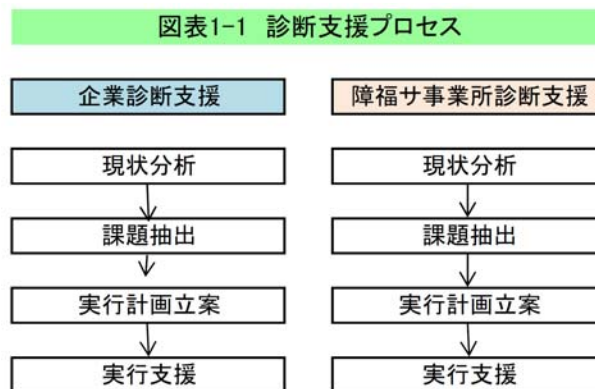 図表1-1 診断支援プロセス
企業診断支援
現状分析
課題抽出
実行計画立案
実行支援
障福サ事業所診断支援
現状分析
課題抽出
実行計画立案
実行支援